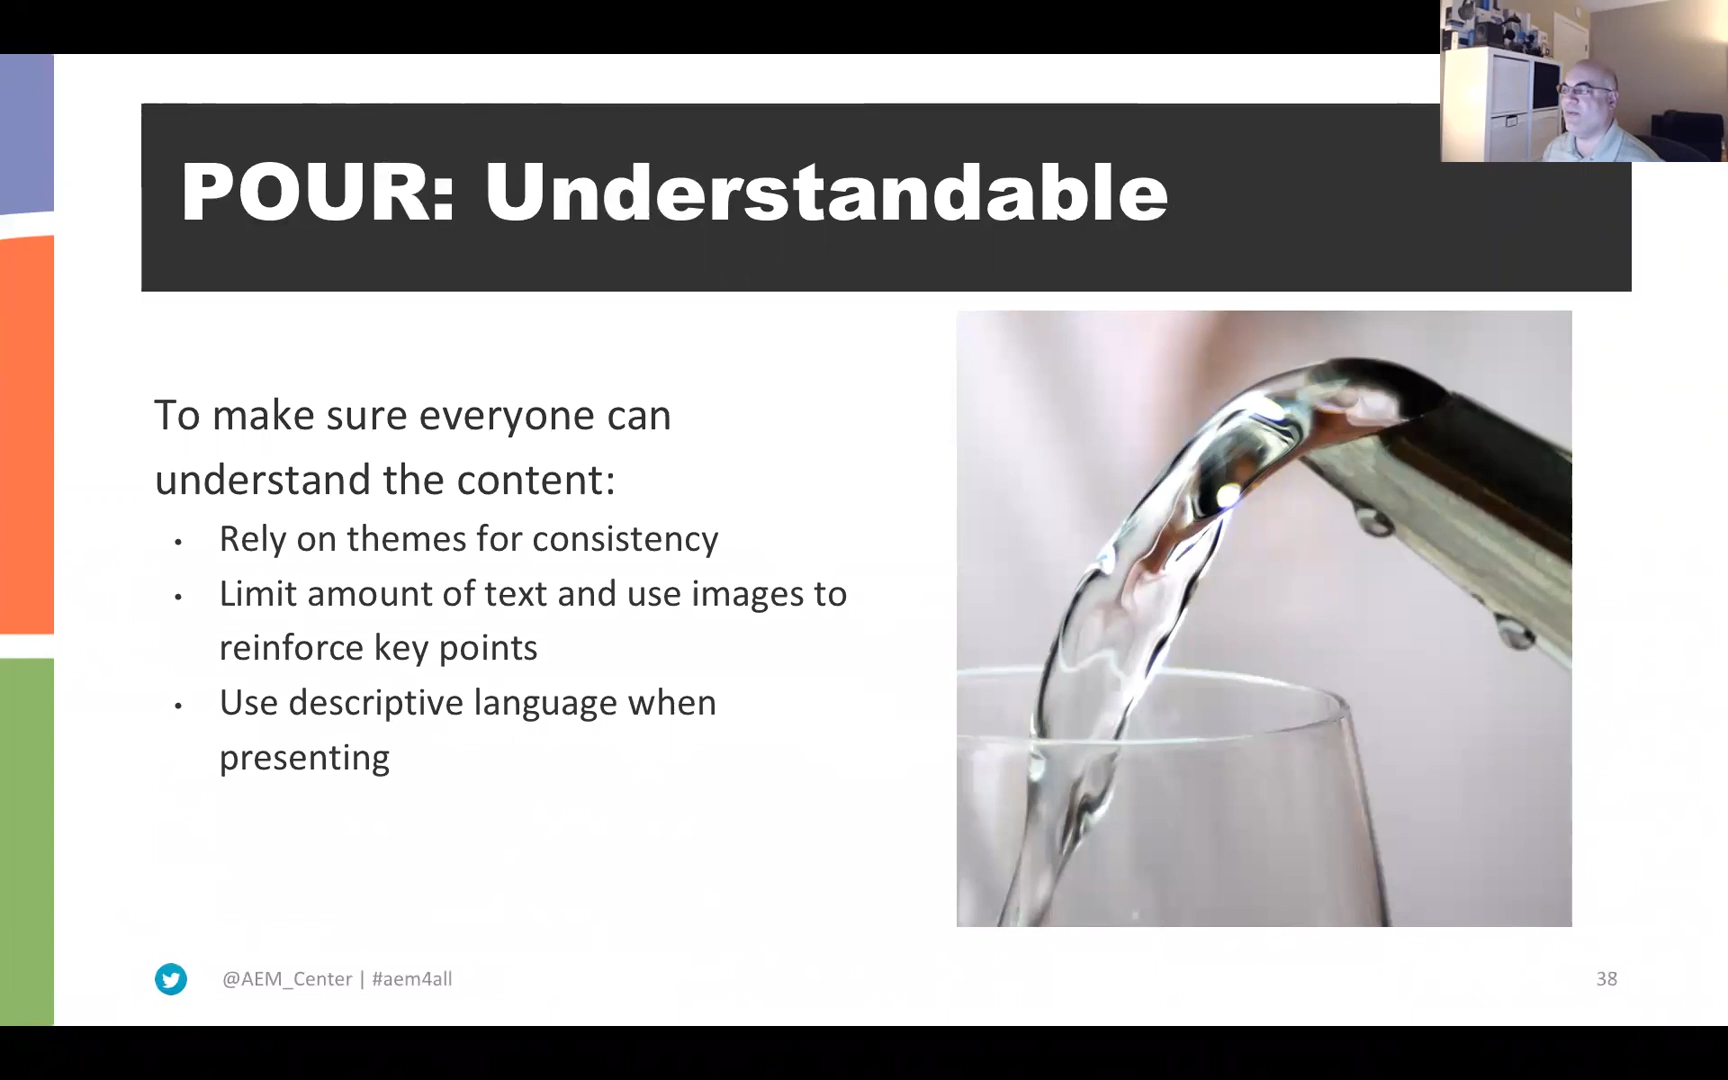 POUR: Understandable
To make sure everyone can
understand the content:
• Rely on themes for consistency
• Limit amount of text and use images to
reinforce key points
• Use descriptive language when
presenting
@AEM_Center | #aem4all
38